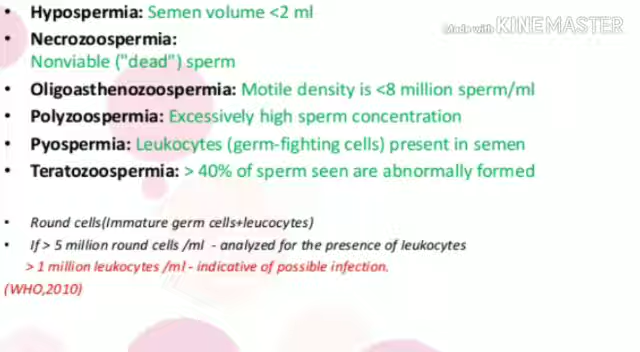 Made with KINEMASTER
• Hypospermia: Semen volume <2 ml
• Necrozoospermia:
Nonviable ("dead") sperm
• Oligoasthenozoospermia: Motile density is <8 million sperm/ml
• Polyzoospermia: Excessively high sperm concentration
• Pyospermia: Leukocytes (germ-fighting cells) present in semen
• Teratozoospermia: > 40% of sperm seen are abnormally formed
• Round cells(Immature germ cells+leucocytes)
• If > 5 million round cells /ml - analyzed for the presence of leukocytes
> 1 million leukocytes /ml - indicative of possible infection.
(WHO,2010)